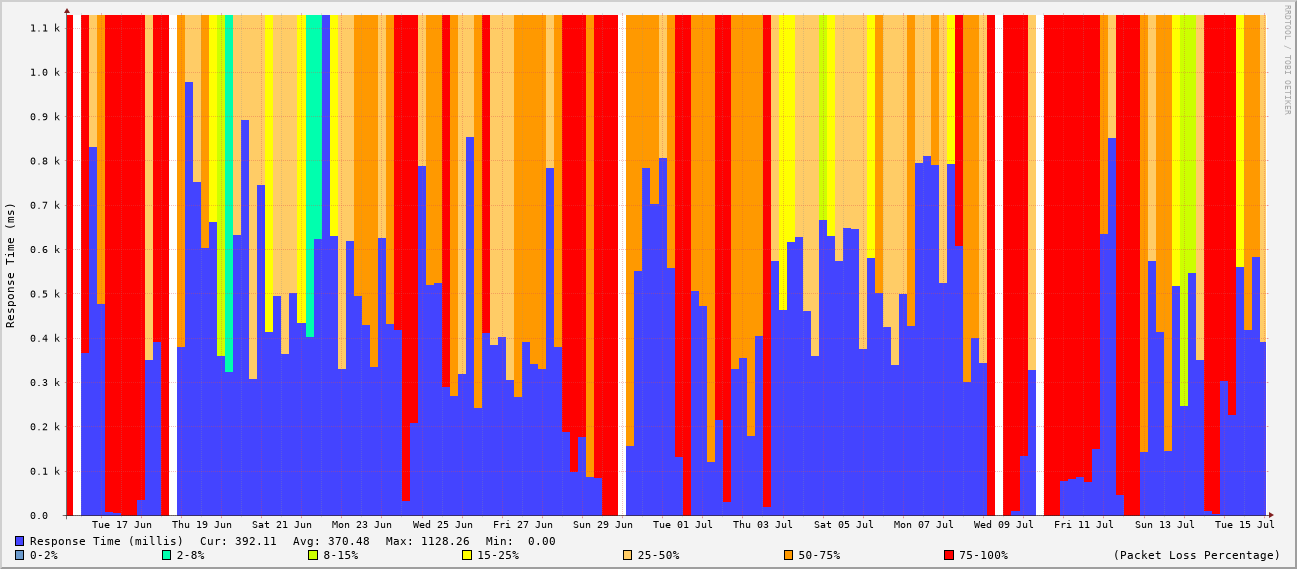 RRDTOOL / TOBI OETIKER
Response Time (ms)
1.1 k
1.0 k
0.9 k
0.8 k
0.7 k
0.6 k
0.5 k
0.4 k
0.3 k
0.2 k
0.1 k
0.0
Tue 17 Jun Thu 19 Jun Sat 21 Jun Mon 23 Jun Wed 25 Jun Fri 27 Jun Sun 29 Jun Tue 01 Jul Thu 03 Jul Sat 05 Jul Mon 07 Jul Wed 09 Jul Fri 11 Jul Sun 13 Jul Tue 15 Jul
Response Time (millis) Cur: 392.11 Avg: 370.48 Max: 1128.26 Min: 0.00
0-2% 2-8% 8-15% 15-25% 25-50% 50-75% 75-100% (Packet Loss Percentage)